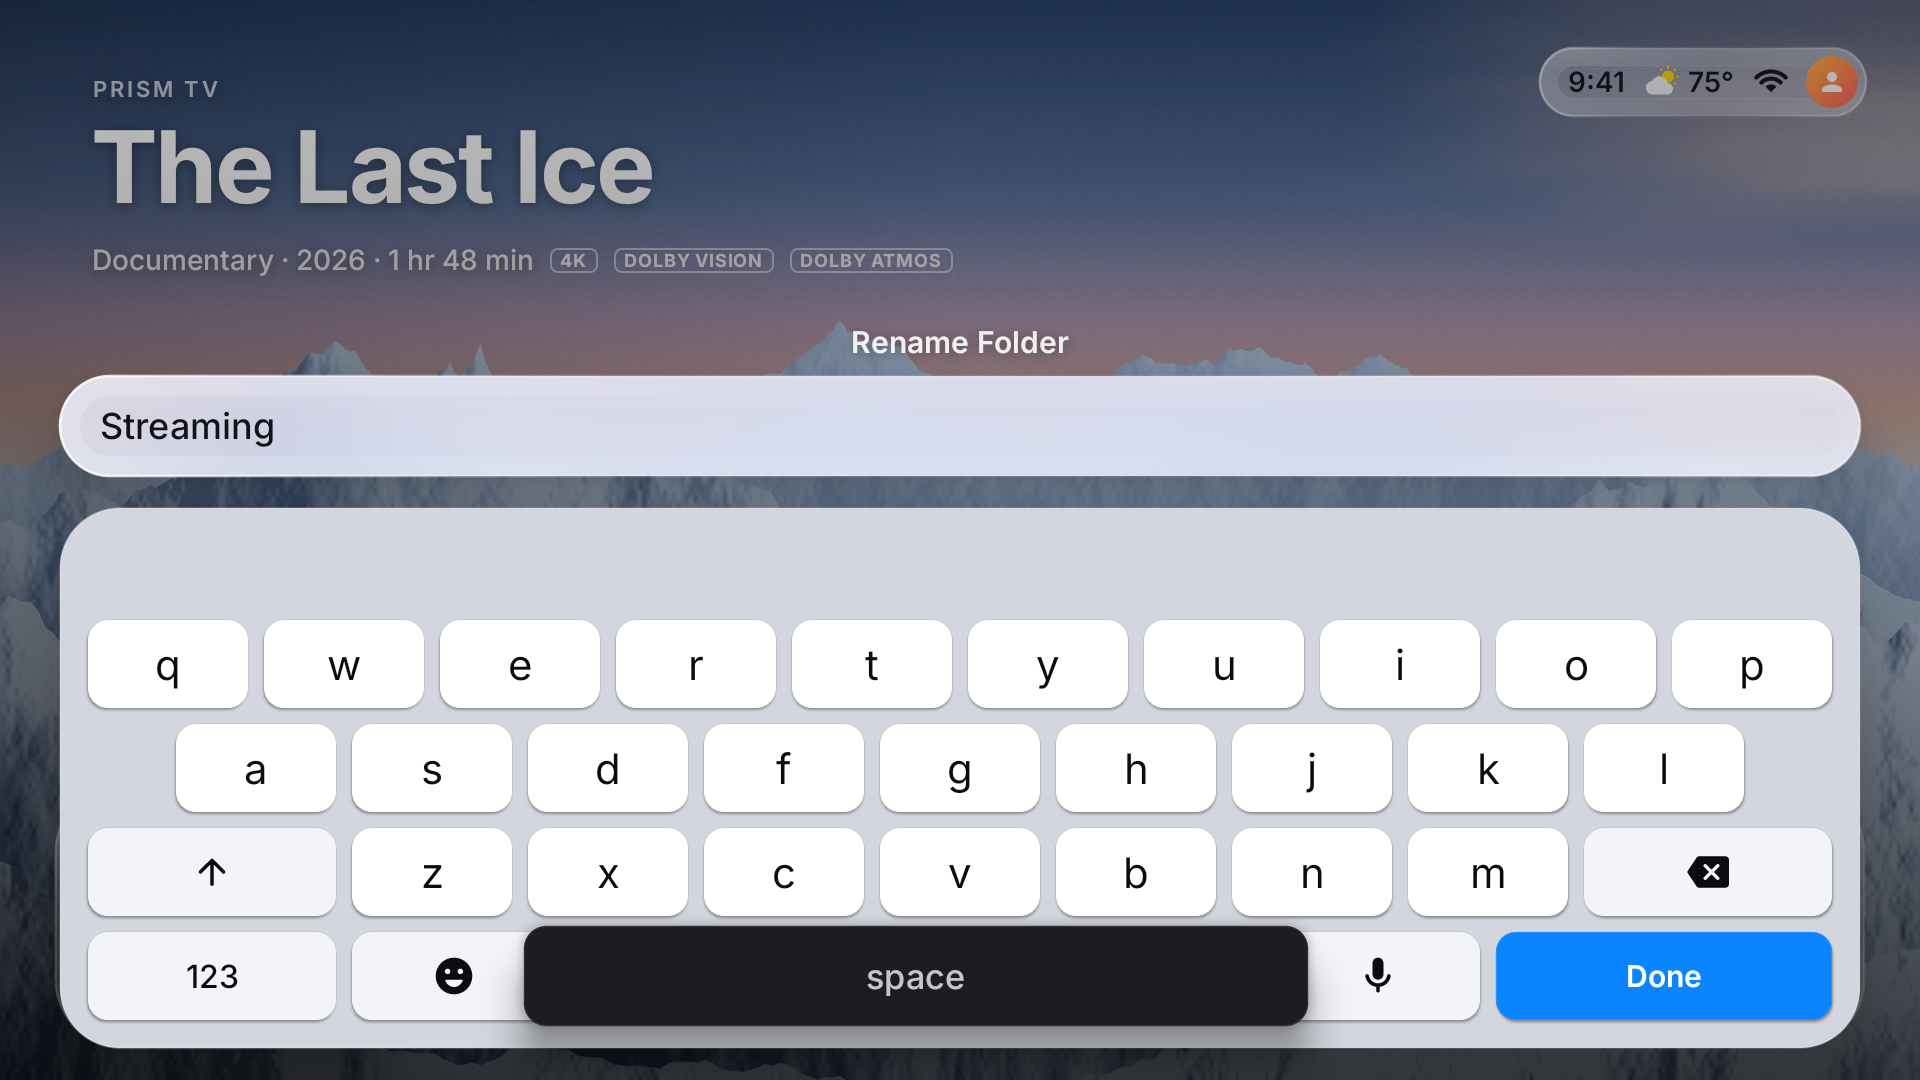 PRISM TV
9:41 75°
The Last Ice
Documentary · 2026 · 1 hr 48 min 4K DOLBY VISION DOLBY ATMOS
Rename Folder
Streaming
q w e r t y u i o p
a s d f g h j k l
z x c v b n m
123 space Done